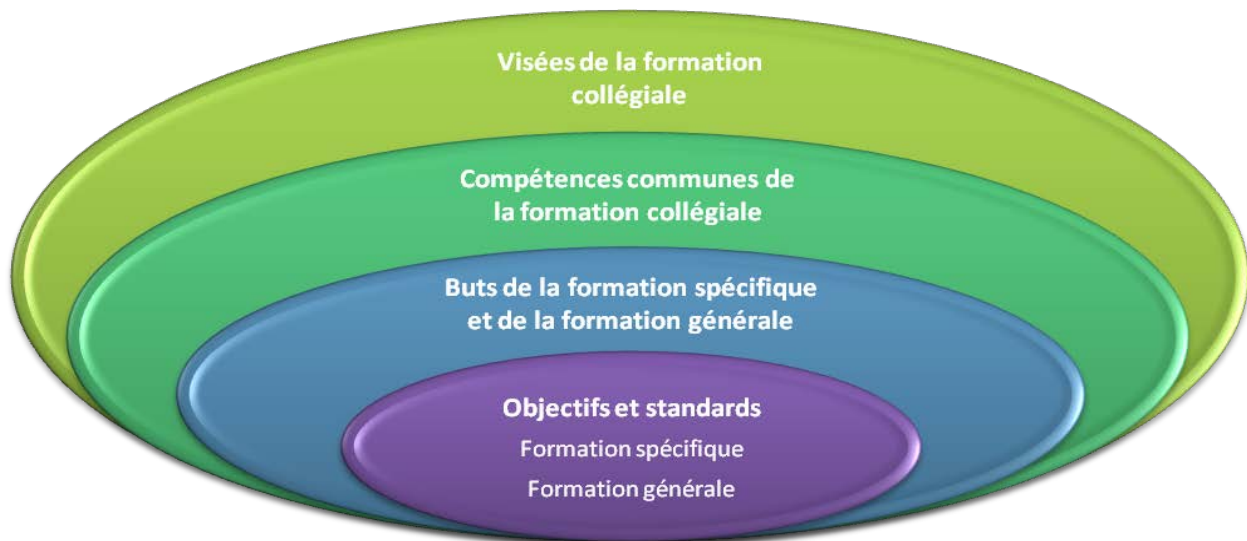 Visées de la formation
collégiale
Compétences communes de
la formation collégiale
Buts de la formation spécifique
et de la formation générale
Objectifs et standards
Formation spécifique
Formation générale